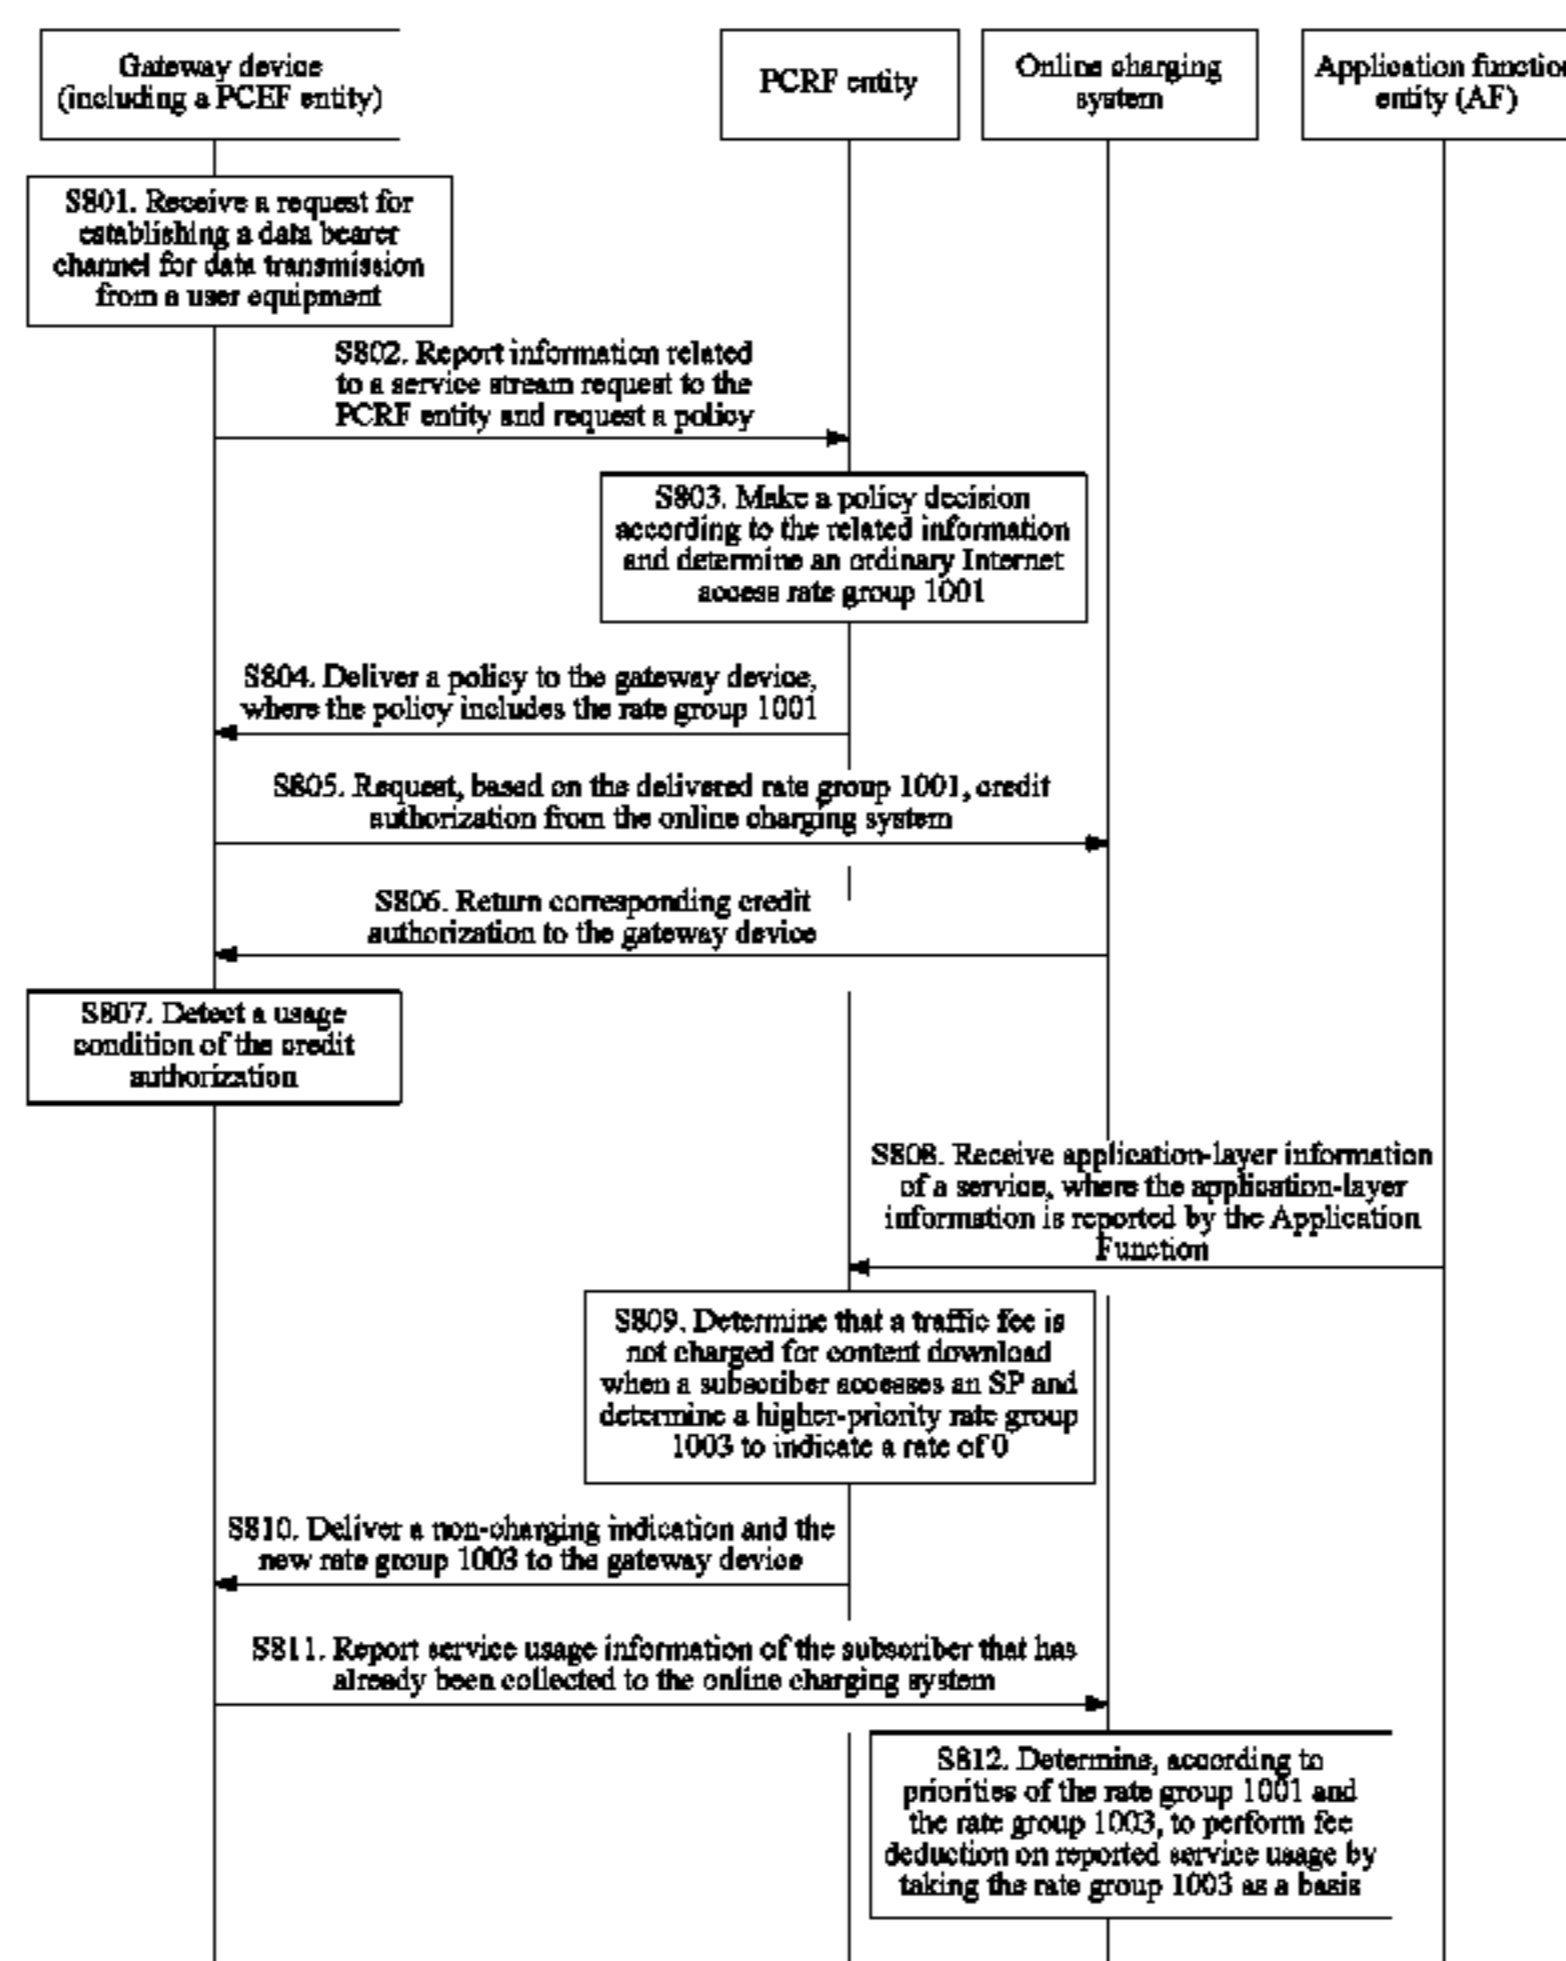 Gateway device
(including a PCEF entity)
PCRF entity
Online charging
system
Application function
entity (AF)
S801. Receive a request for
establishing a data bearer
channel for data transmission
from a user equipment
S802. Report information related
to a service stream request to the
PCRF entity and request a policy
S803. Make a policy decision
according to the related information
and determine an ordinary Internet
access rate group 1001
S804. Deliver a policy to the gateway device,
where the policy includes the rate group 1001
S805. Request, based on the delivered rate group 1001, credit
authorization from the online charging system
S806. Return corresponding credit
authorization to the gateway device
S807. Detect a usage
condition of the credit
authorization
S808. Receive application-layer information
of a service, where the application-layer
information is reported by the Application
Function
S809. Determine that a traffic fee is
not charged for content download
when a subscriber accesses an SP and
determine a higher-priority rate group
1003 to indicate a rate of 0
S810. Deliver a non-charging indication and the
new rate group 1003 to the gateway device
S811. Report service usage information of the subscriber that has
already been collected to the online charging system
S812. Determine, according to
priorities of the rate group 1001 and
the rate group 1003, to perform fee
deduction on reported service usage by
taking the rate group 1003 as a basis